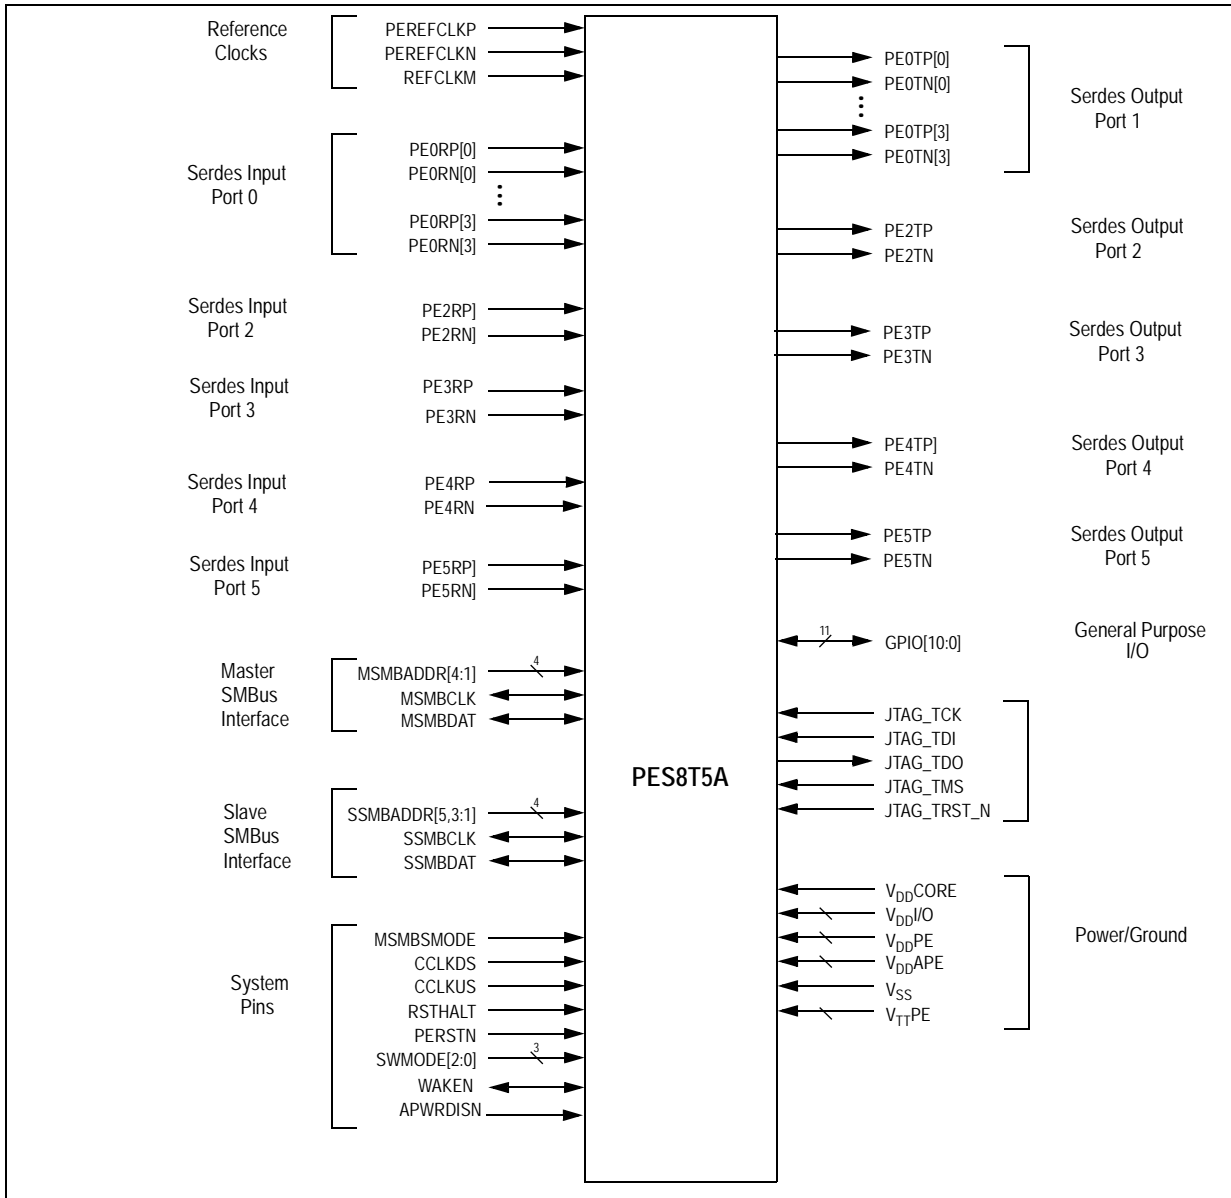 Reference
Clocks
PEREFCLKP
PEREFCLKN
REFCLKM
Serdes Input
Port 0
PE0RP[0]
PE0RN[0]
PE0RP[3]
PE0RN[3]
Serdes Input
Port 2
PE2RP]
PE2RN]
Serdes Input
Port 3
PE3RP
PE3RN
Serdes Input
Port 4
PE4RP
PE4RN
Serdes Input
Port 5
PE5RP]
PE5RN]
Master
SMBus
Interface
MSMBADDR[4:1]
4
MSMBCLK
MSMBDAT
Slave
SMBus
Interface
SSMBADDR[5,3:1]
4
SSMBCLK
SSMBDAT
System
Pins
MSMBSMODE
CCLKDS
CCLKUS
RSTHALT
PERSTN
SWMODE[2:0]
3
WAKEN
APWRDISN
PES8T5A
PE0TP[0]
PE0TN[0]
PE0TP[3]
PE0TN[3]
Serdes Output
Port 1
PE2TP
PE2TN
Serdes Output
Port 2
PE3TP
PE3TN
Serdes Output
Port 3
PE4TP]
PE4TN
Serdes Output
Port 4
PE5TP
PE5TN
Serdes Output
Port 5
11
GPIO[10:0]
General Purpose
I/O
JTAG_TCK
JTAG_TDI
JTAG_TDO
JTAG_TMS
JTAG_TRST_N
VDDCORE
VDDI/O
VDDPE
VDDAPE
VSS
VTTPE
Power/Ground